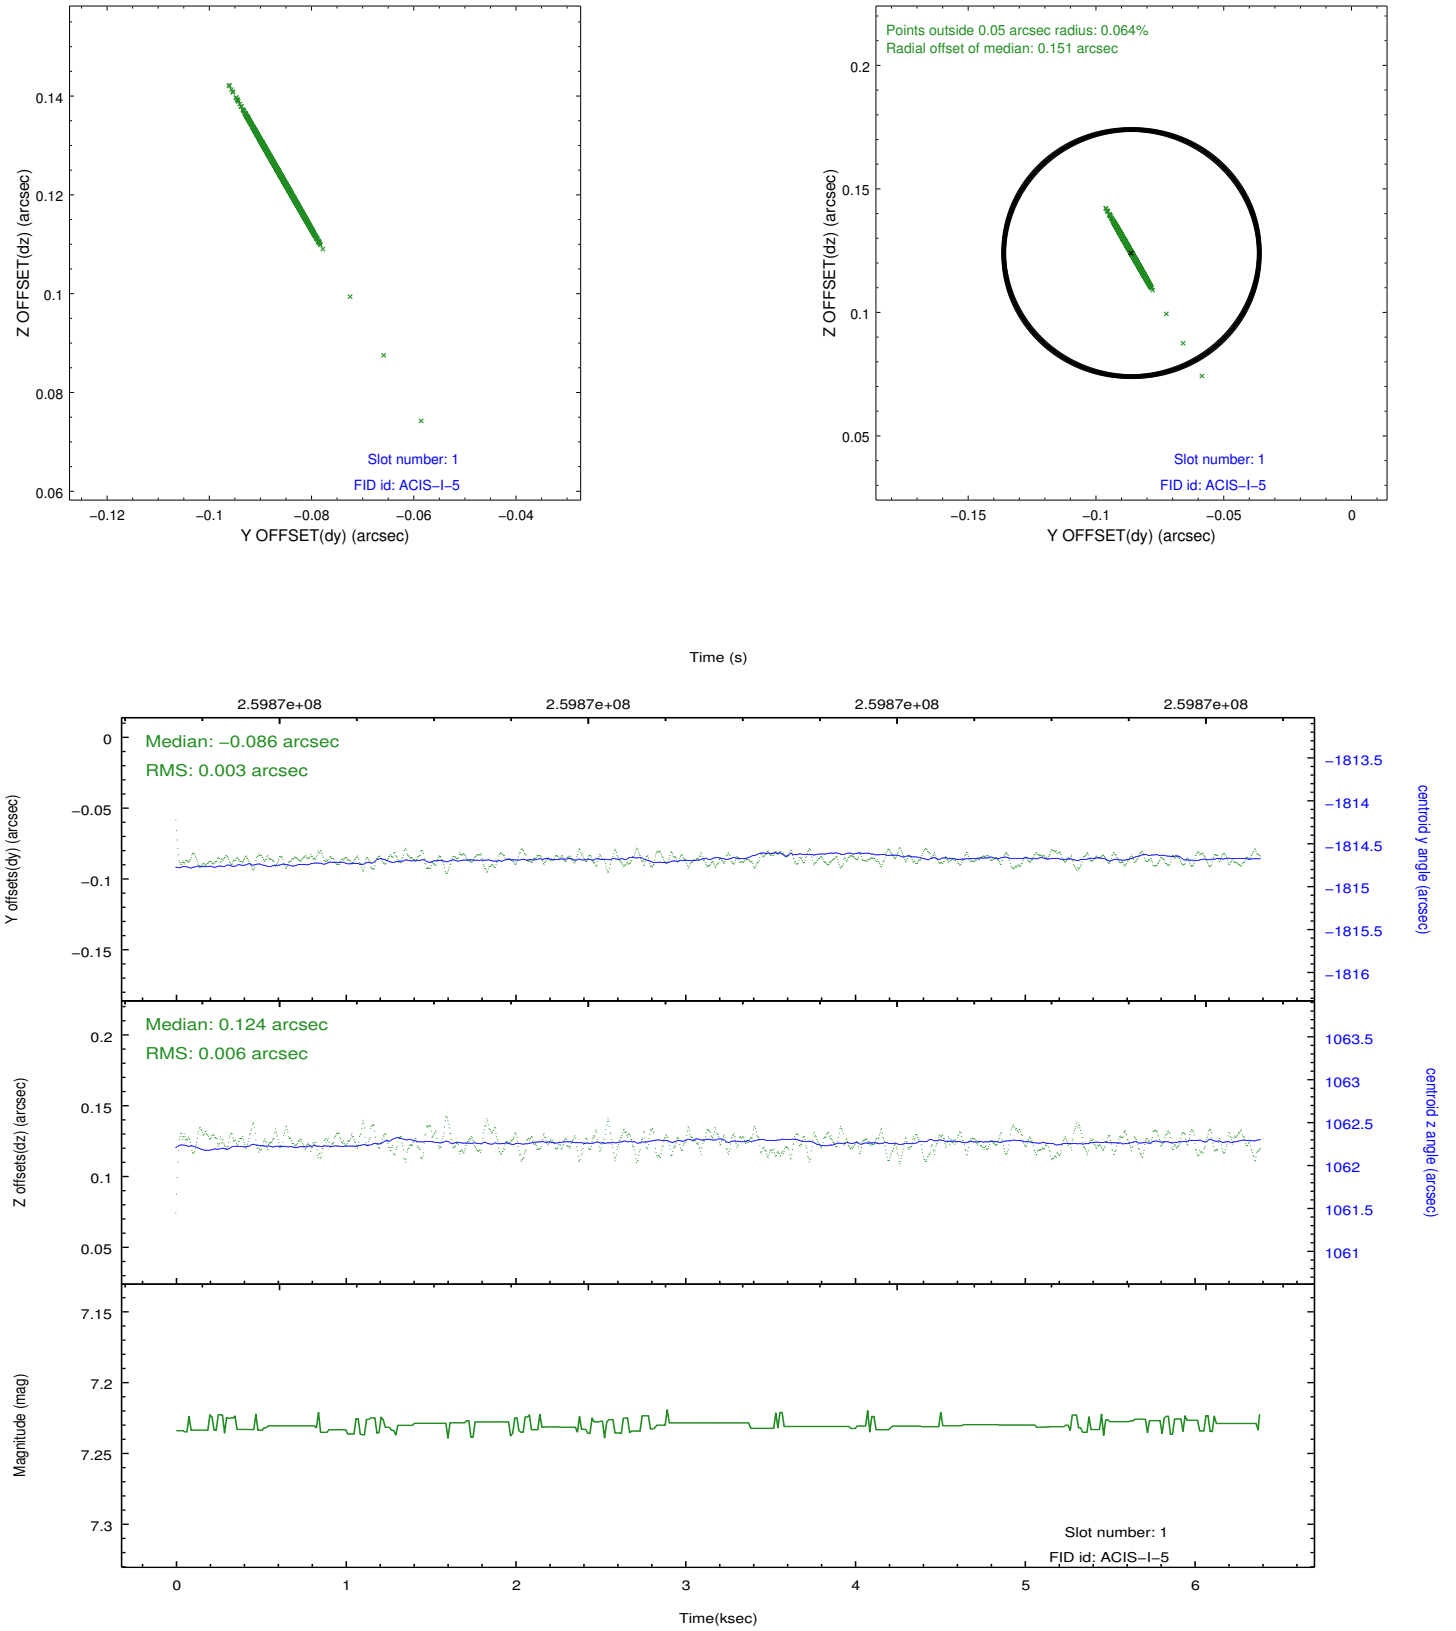 0.14
0.12
0.1
0.08
0.06
Z OFFSET(dz) (arcsec)
Slot number: 1
FID id: ACIS−I−5
−0.12
−0.1
−0.08
−0.06
−0.04
Y OFFSET(dy) (arcsec)
Points outside 0.05 arcsec radius: 0.064%
Radial offset of median: 0.151 arcsec
0.2
0.15
0.1
0.05
Z OFFSET(dz) (arcsec)
Slot number: 1
FID id: ACIS−I−5
−0.15
−0.1
−0.05
0
Y OFFSET(dy) (arcsec)
Time (s)
2.5987e+08
2.5987e+08
2.5987e+08
2.5987e+08
Median: −0.086 arcsec
RMS: 0.003 arcsec
0
−0.05
−0.1
−0.15
Y offsets(dy) (arcsec)
−1813.5
−1814
−1814.5
−1815
−1815.5
−1816
centroid y angle (arcsec)
Median: 0.124 arcsec
RMS: 0.006 arcsec
0.2
0.15
0.1
0.05
Z offsets(dz) (arcsec)
1063.5
1063
1062.5
1062
1061.5
1061
centroid z angle (arcsec)
7.15
7.2
7.25
7.3
Magnitude (mag)
Slot number: 1
FID id: ACIS−I−5
0
1
2
3
4
5
6
Time(ksec)